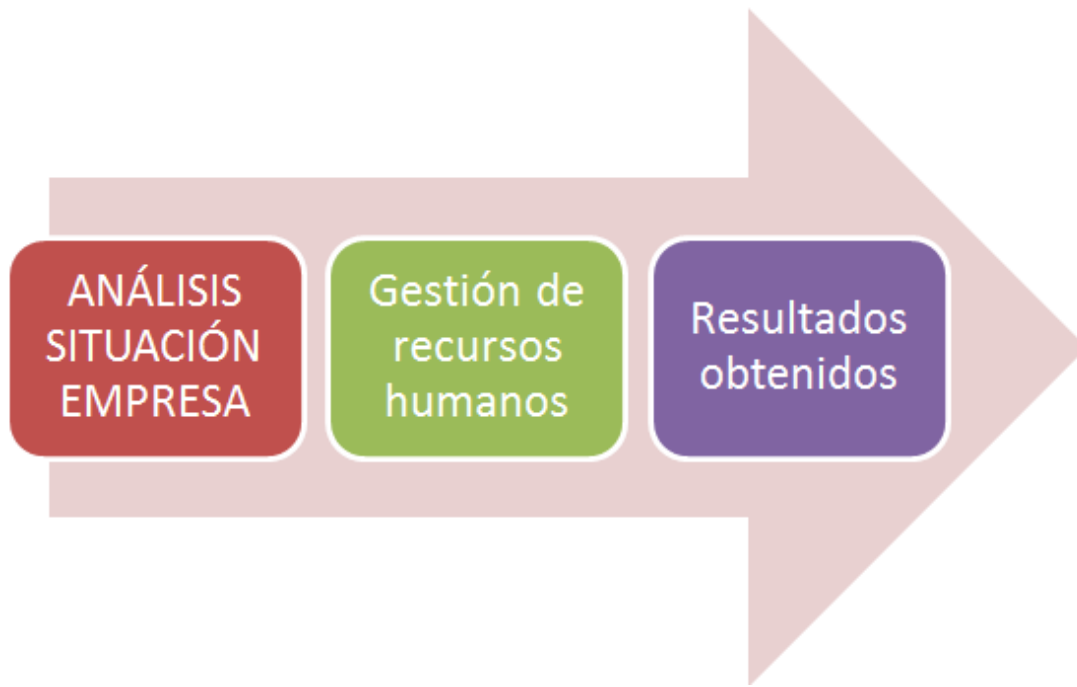 ANÁLISIS
SITUACIÓN
EMPRESA
Gestión de
recursos
humanos
Resultados
obtenidos